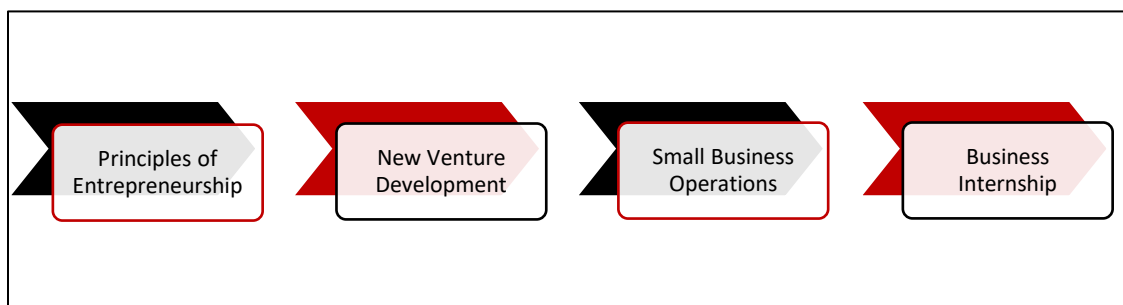 Principles of
Entrepreneurship
New Venture
Development
Small Business
Operations
Business
Internship